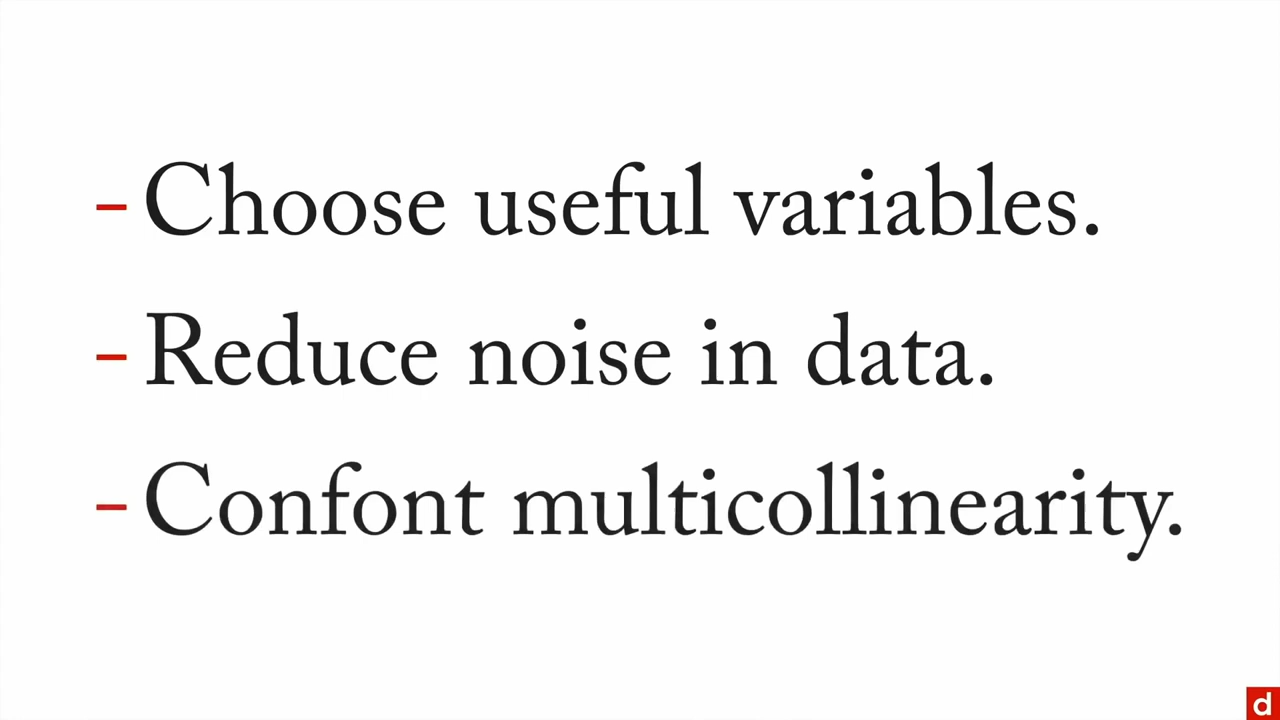 - Choose useful variables.
- Reduce noise in data.
- Confont multicollinearity.
d